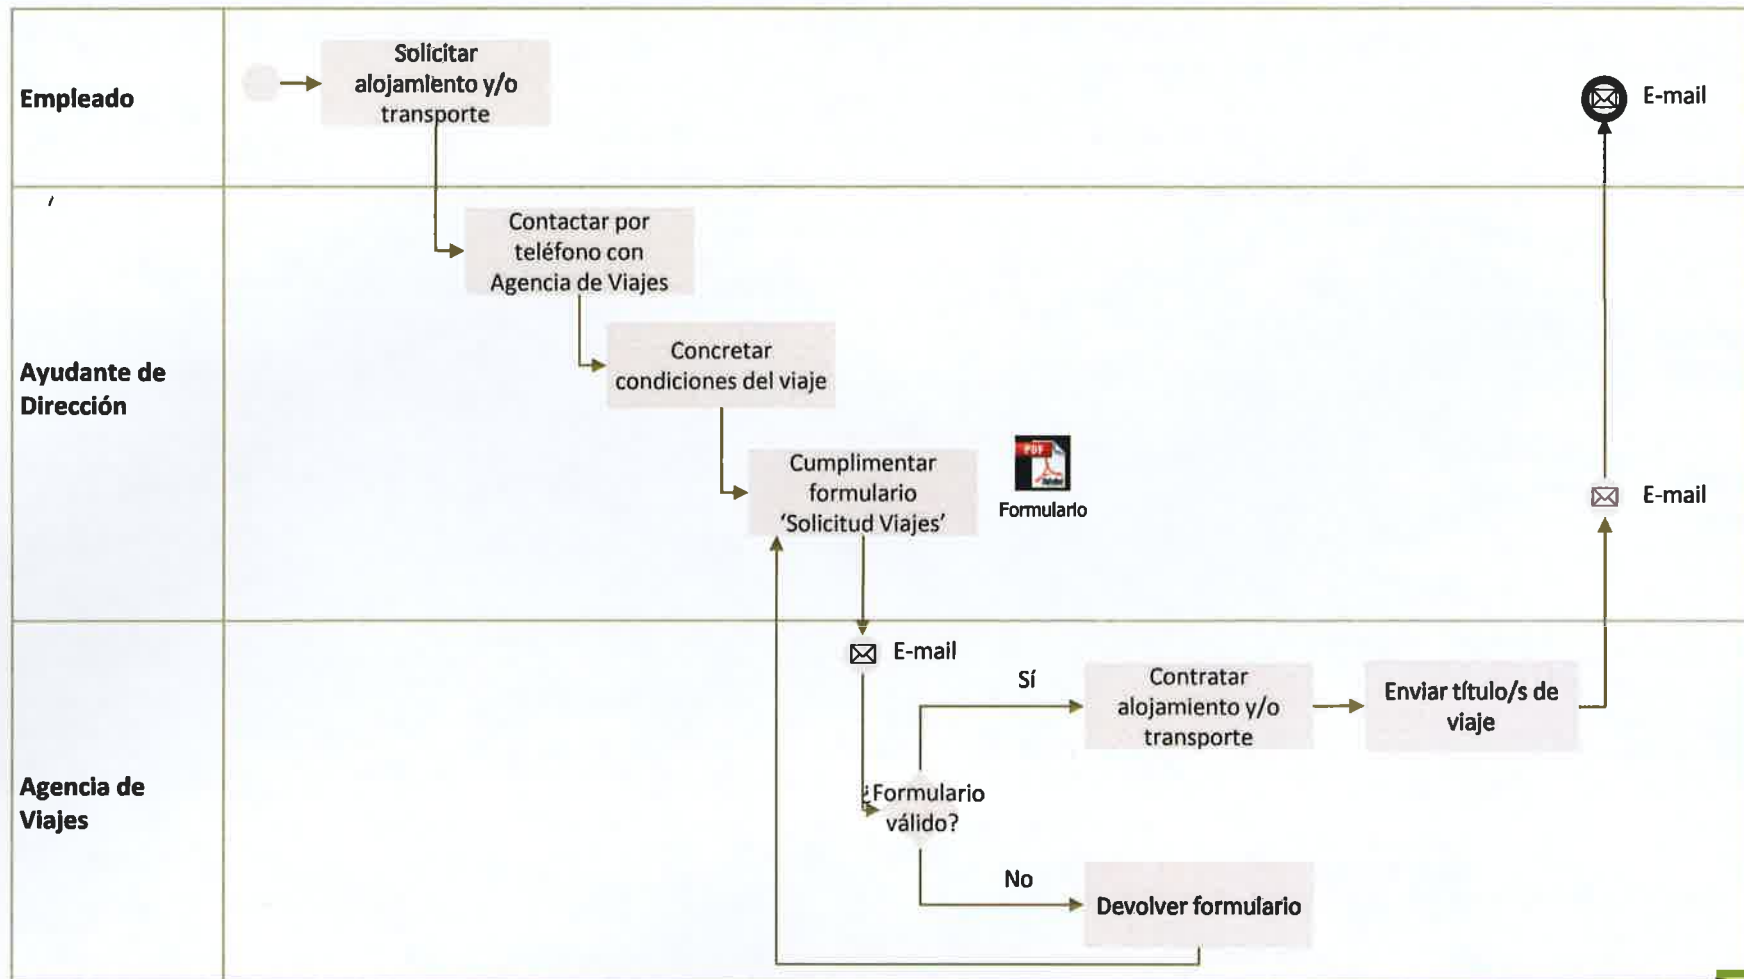 Empleado
Solicitar
alojamiento y/o
transporte
E-mail
Ayudante de
Dirección
Contactar por
teléfono con
Agencia de Viajes
Concretar
condiciones del viaje
Cumplimentar
formulario
‘Solicitud Viajes’
PDF
Adobe
Formulario
E-mail
Agencia de
Viajes
E-mail
¿Formulario
válido?
Sí
Contratar
alojamiento y/o
transporte
Enviar título/s de
viaje
No
Devolver formulario